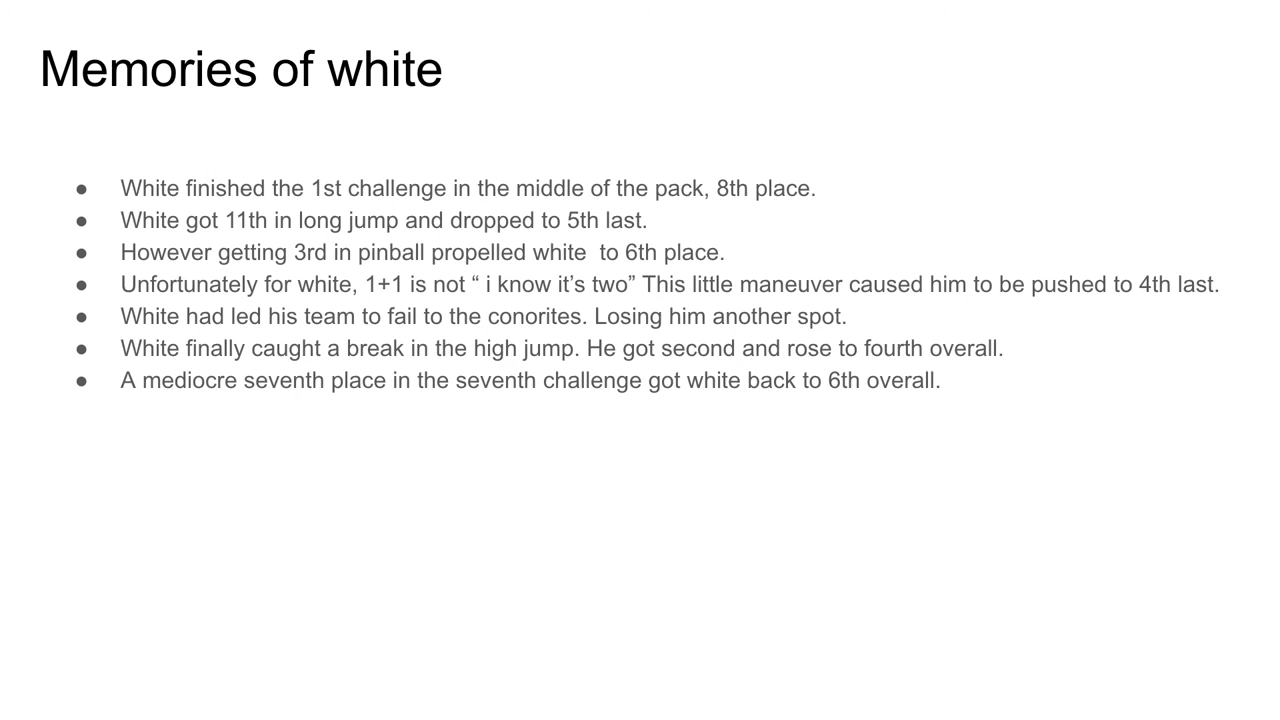 Memories of white
● White finished the 1st challenge in the middle of the pack, 8th place.
● White got 11th in long jump and dropped to 5th last.
● However getting 3rd in pinball propelled white  to 6th place.
● Unfortunately for white, 1+1 is not “ i know it’s two” This little maneuver caused him to be pushed to 4th last.
● White had led his team to fail to the conorites. Losing him another spot.
● White finally caught a break in the high jump. He got second and rose to fourth overall.
● A mediocre seventh place in the seventh challenge got white back to 6th overall.